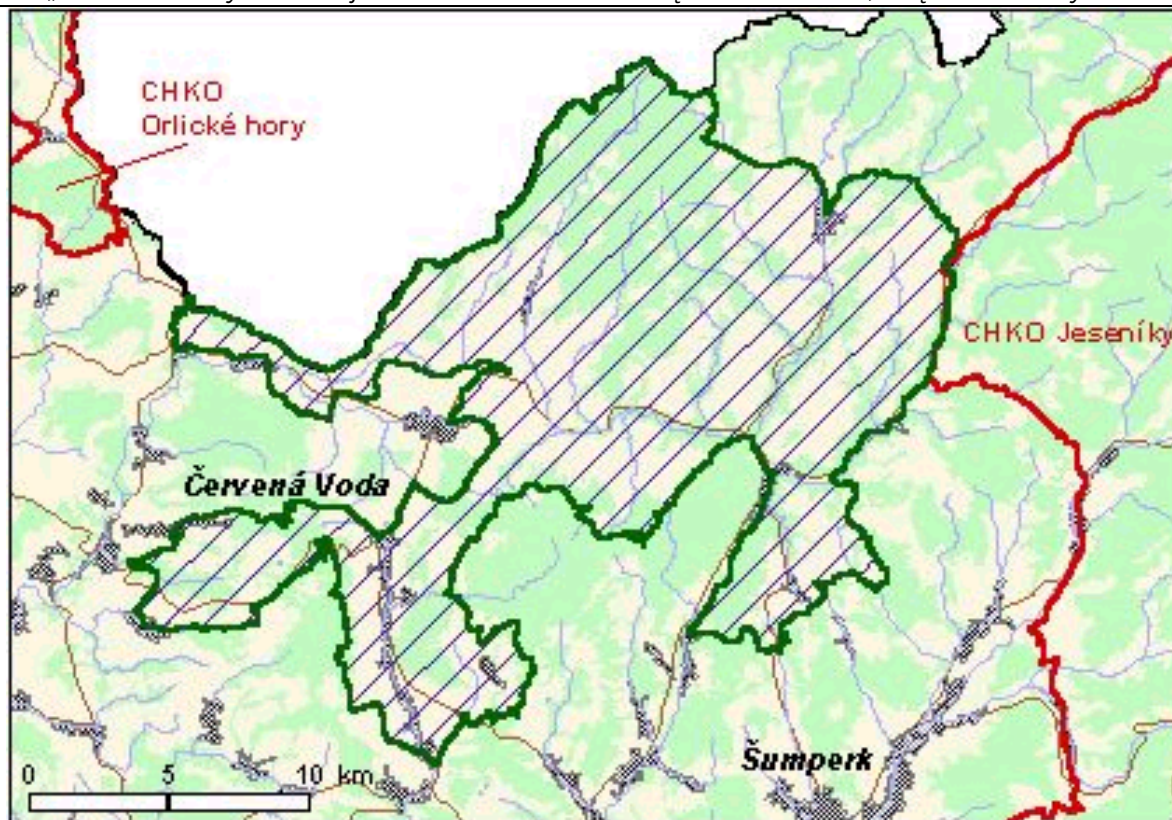 CHKO
Orlické hory
CHKO Jeseníky
Červená Voda
Šumperk
0 5 10 km